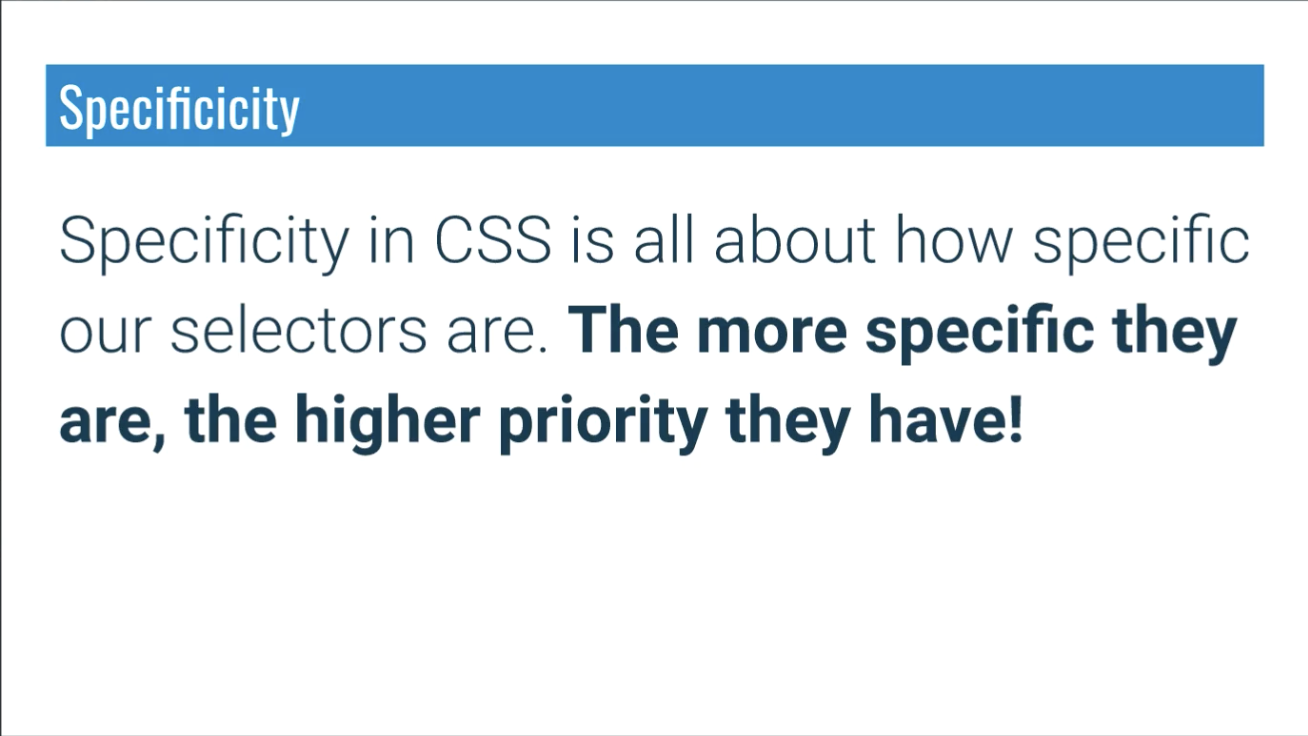 Specificicity
Specificity in CSS is all about how specific
our selectors are. The more specific they
are, the higher priority they have!